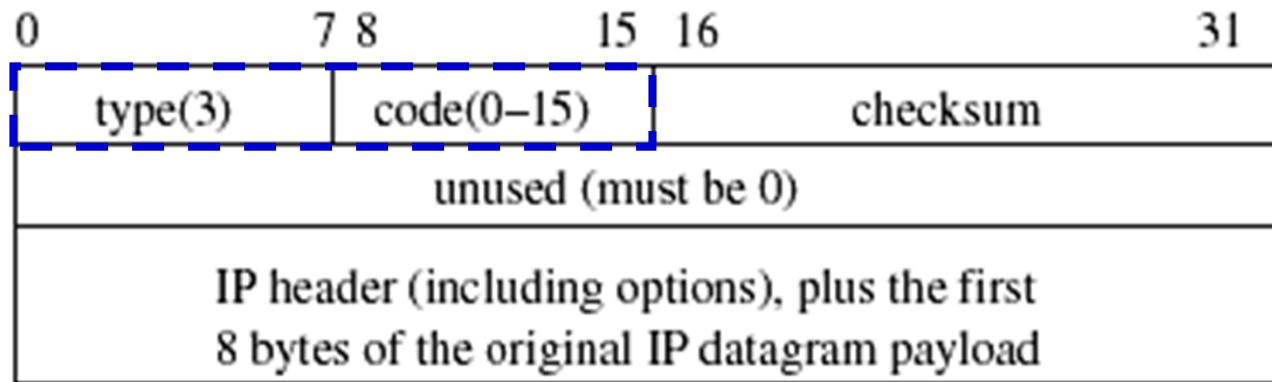 0 7 8 15 16 31
type(3) code(0–15) checksum
unused (must be 0)
IP header (including options), plus the first
8 bytes of the original IP datagram payload